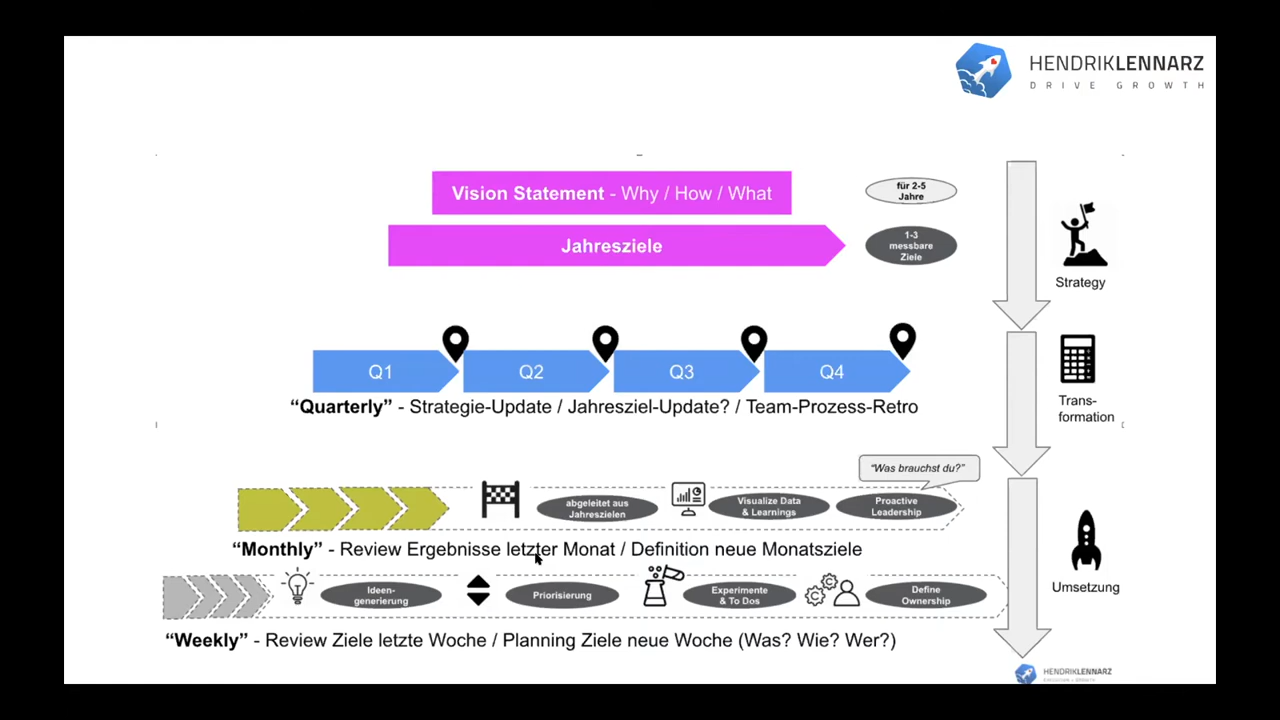 HENDRIKLENNARZ
DRIVE GROWTH
Vision Statement - Why / How / What
für 2-5
Jahre
Jahresziele
1-3
messbare
Ziele
Strategy
Q1
Q2
Q3
Q4
“Quarterly” - Strategie-Update / Jahresziel-Update? / Team-Prozess-Retro
Trans-
formation
“Was brauchst du?”
abgeleitet aus
Jahreszielen
Visualize Data
& Learnings
Proactive
Leadership
“Monthly” - Review Ergebnisse letzter Monat / Definition neue Monatsziele
Umsetzung
Ideen-
generierung
Priorisierung
Experimente
& To Dos
Define
Ownership
“Weekly” - Review Ziele letzte Woche / Planning Ziele neue Woche (Was? Wie? Wer?)
HENDRIKLENNARZ